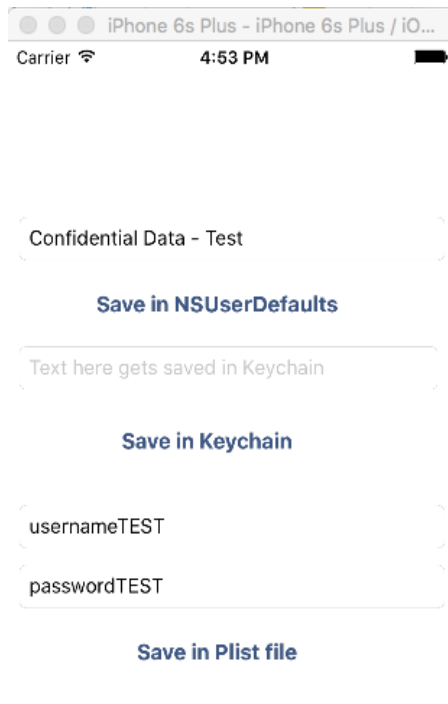 iPhone 6s Plus - iPhone 6s Plus / iO...
Carrier 4:53 PM
Confidential Data - Test
Save in NSUserDefaults
Text here gets saved in Keychain
Save in Keychain
usernameTEST
passwordTEST
Save in Plist file